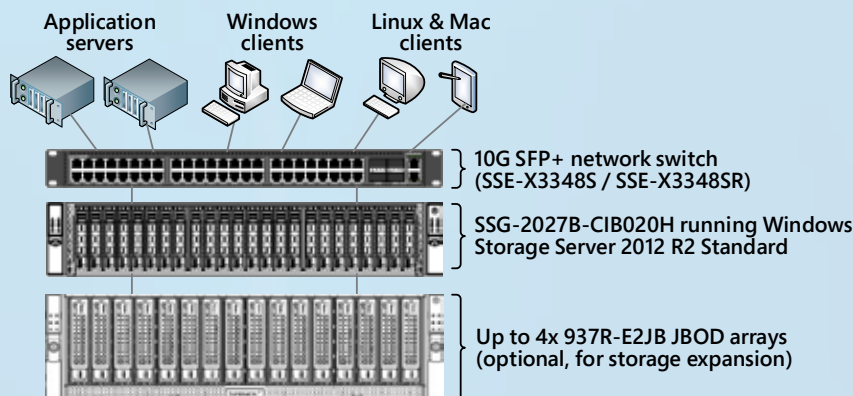 Application
servers
Windows
clients
Linux & Mac
clients
10G SFP+ network switch
(SSE-X3348S / SSE-X3348SR)
SSG-2027B-CIB020H running Windows
Storage Server 2012 R2 Standard
Up to 4x 937R-E2JB JBOD arrays
(optional, for storage expansion)